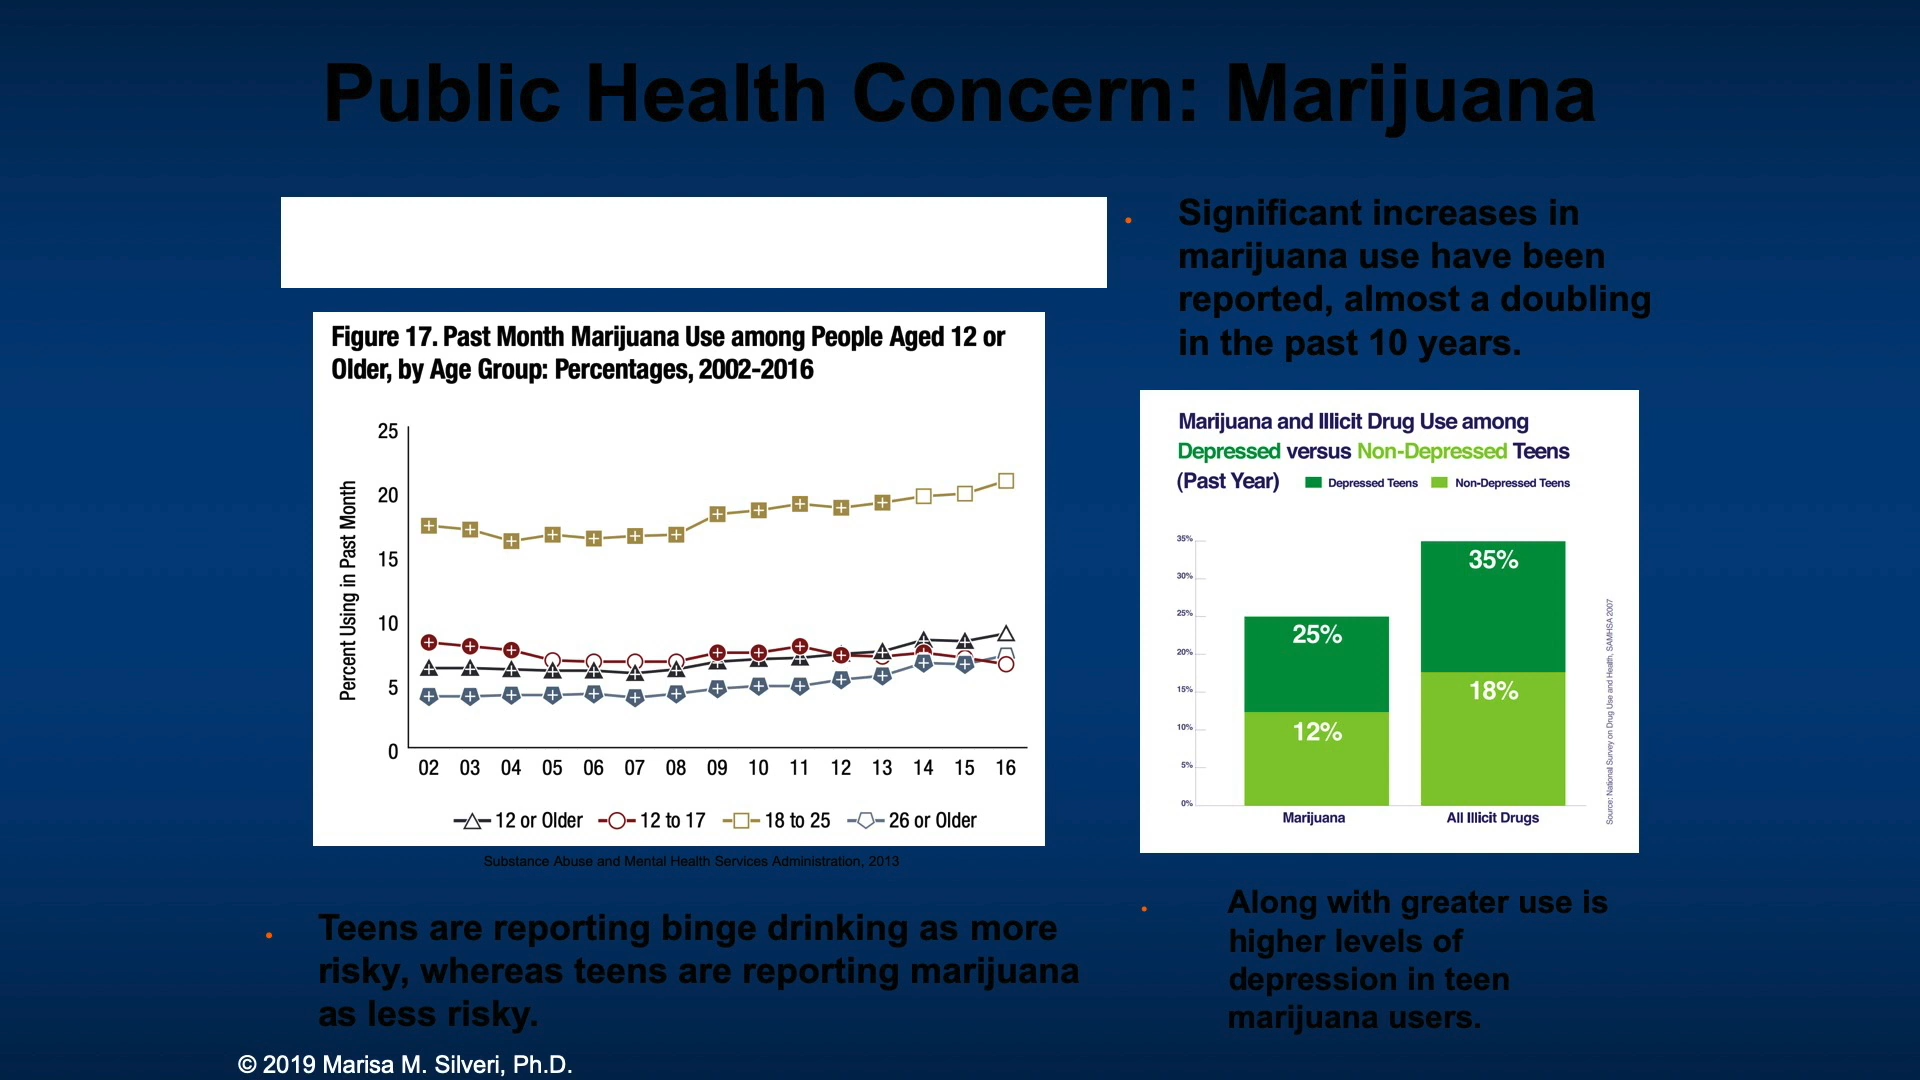 Public Health Concern: Marijuana
Significant increases in
marijuana use have been
reported, almost a doubling
in the past 10 years.
Figure 17. Past Month Marijuana Use among People Aged 12 or
Older, by Age Group: Percentages, 2002-2016
Percent Using in Past Month
25
20
15
10
5
0
02 03 04 05 06 07 08 09 10 11 12 13 14 15 16
12 or Older 12 to 17 18 to 25 26 or Older
Substance Abuse and Mental Health Services Administration, 2013
Marijuana and Illicit Drug Use among
Depressed versus Non-Depressed Teens
(Past Year) Depressed Teens Non-Depressed Teens
35%
30%
25%
20%
15%
10%
5%
0%
25%
12%
35%
18%
Marijuana All Illicit Drugs
Source: National Survey on Drug Use and Health, SAMHSA 2007
Teens are reporting binge drinking as more
risky, whereas teens are reporting marijuana
as less risky.
Along with greater use is
higher levels of
depression in teen
marijuana users.
© 2019 Marisa M. Silveri, Ph.D.